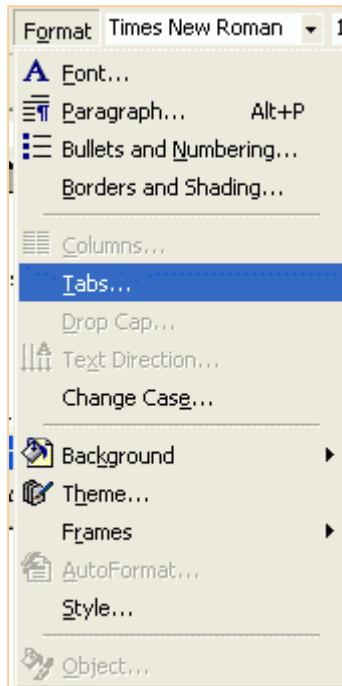 Format Times New Roman 1
Font...
Paragraph... Alt+P
Bullets and Numbering...
Borders and Shading...
Columns...
Tabs...
Drop Cap...
Text Direction...
Change Case...
Background
Theme...
Frames
AutoFormat...
Style...
Object...